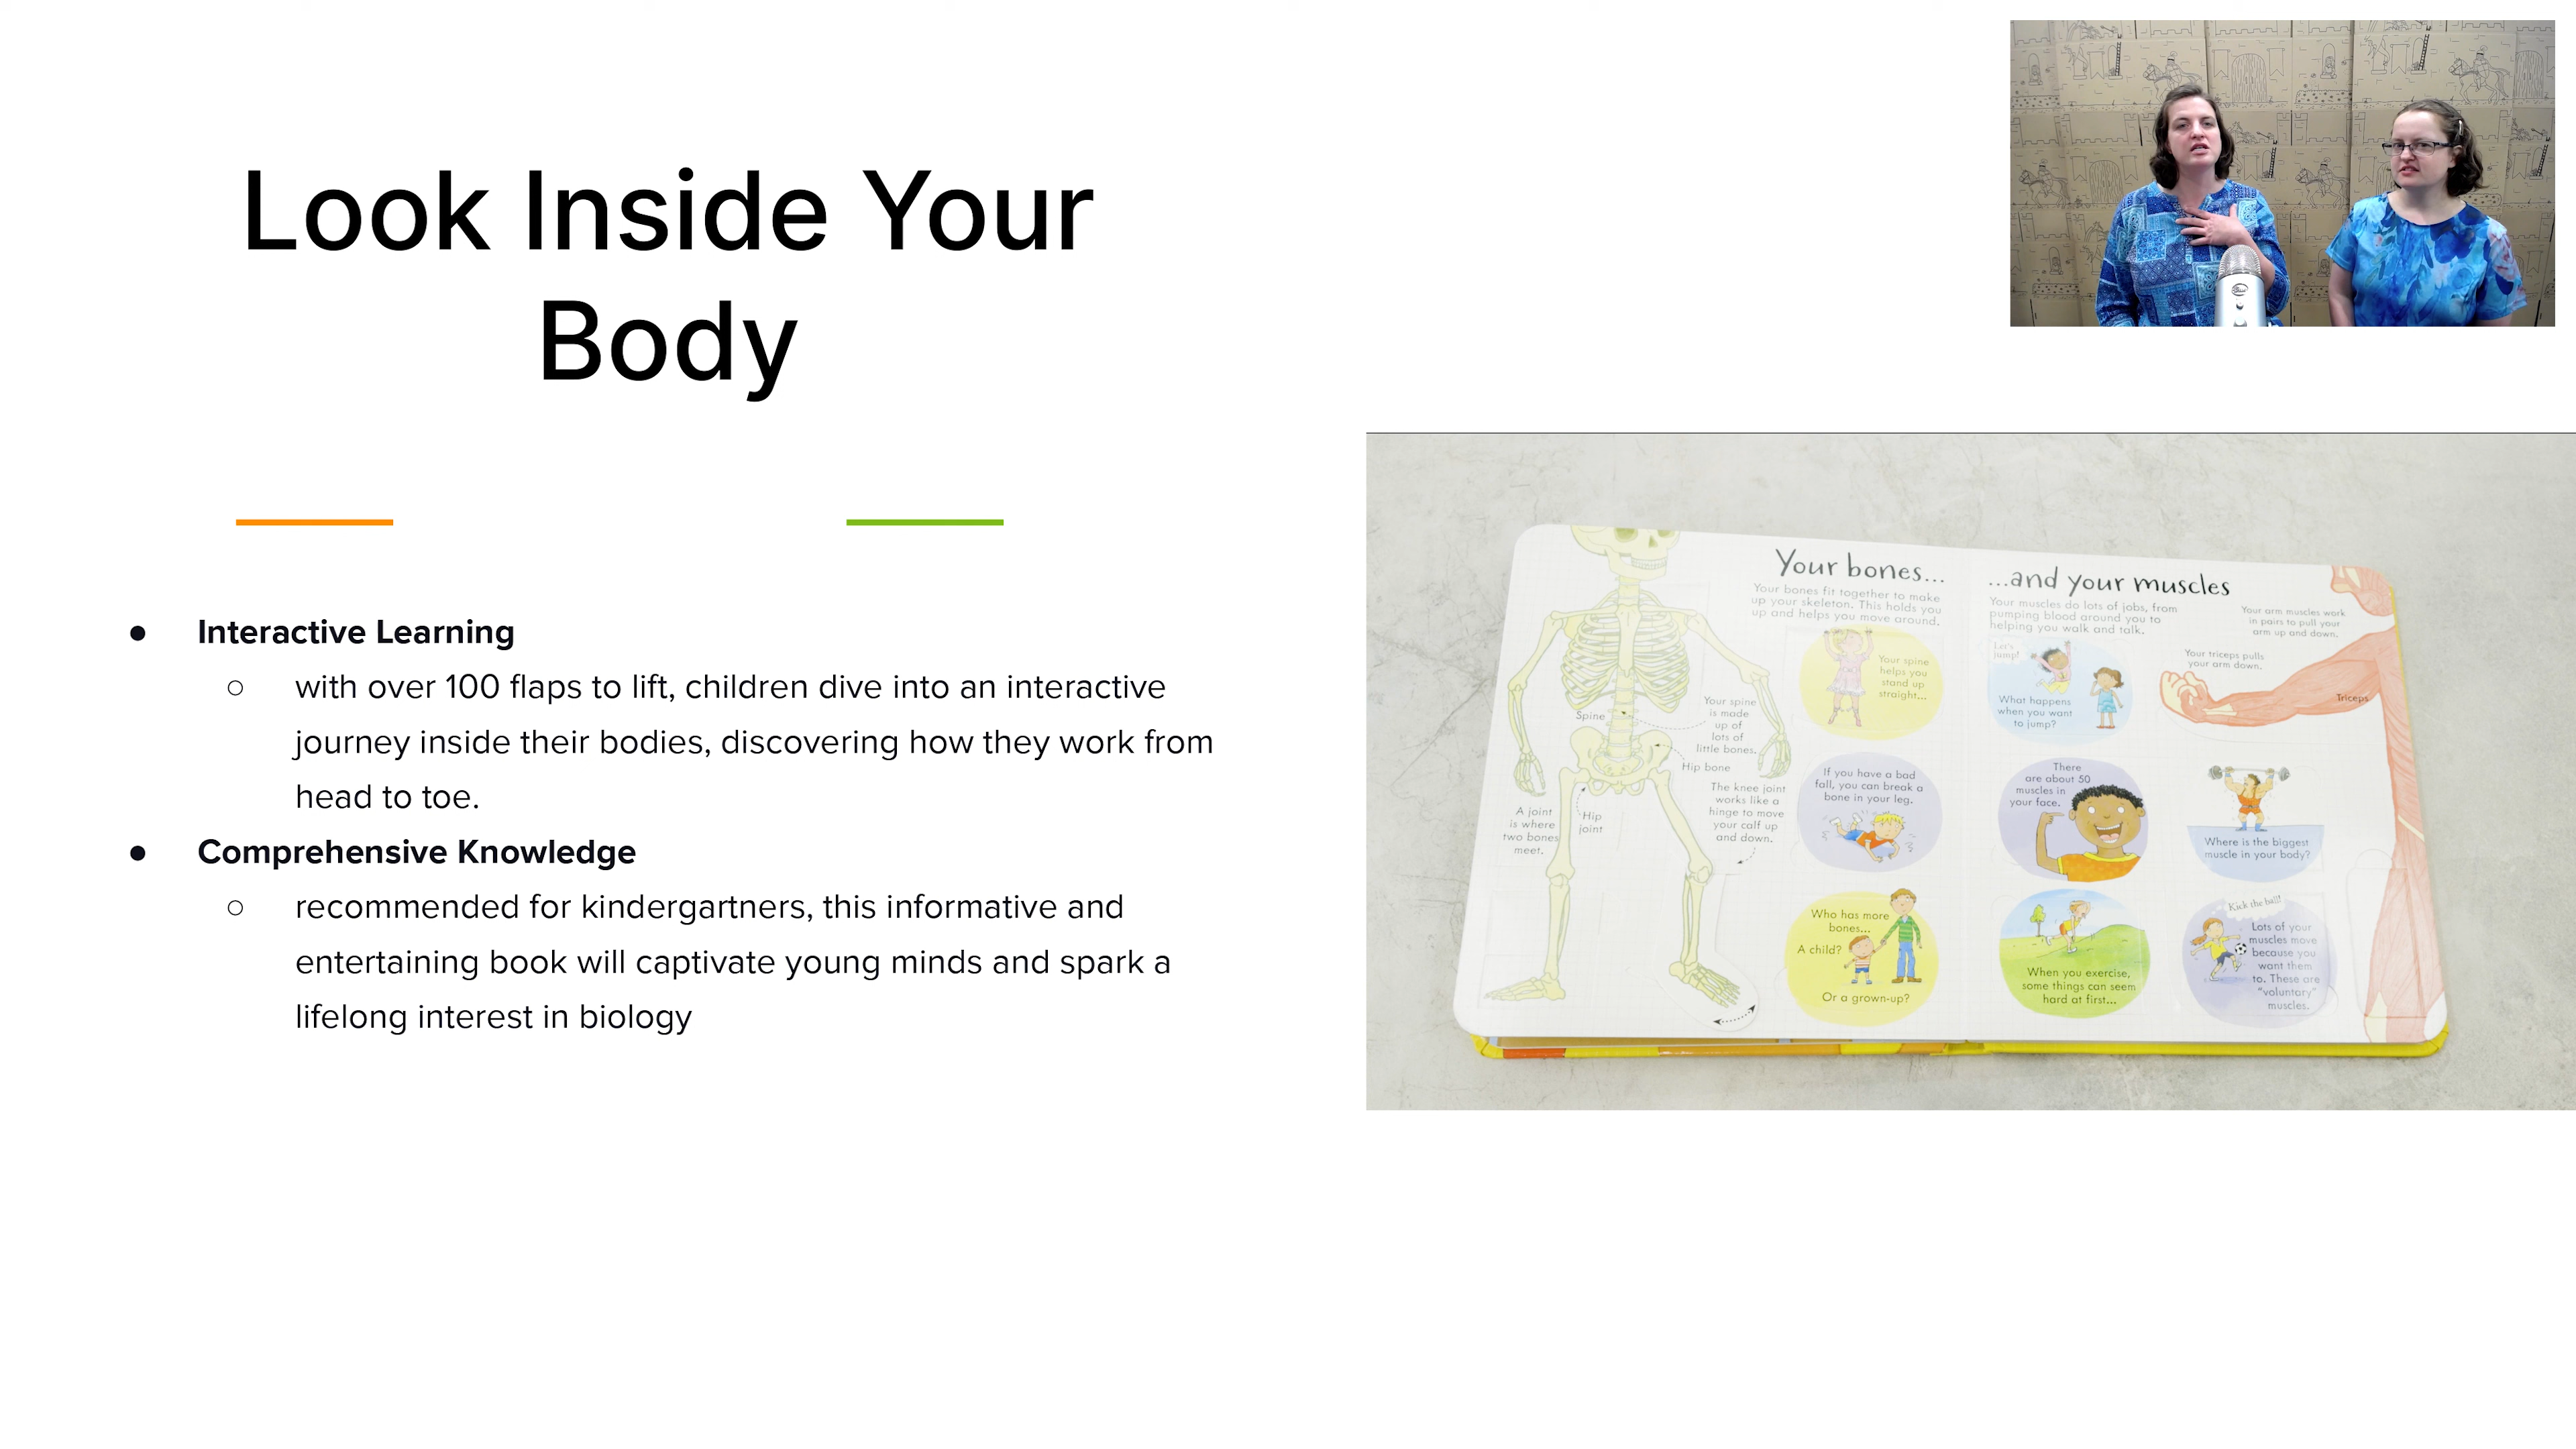 Look Inside Your
Body
● Interactive Learning
○ with over 100 flaps to lift, children dive into an interactive
journey inside their bodies, discovering how they work from
head to toe.
● Comprehensive Knowledge
○ recommended for kindergartners, this informative and
entertaining book will captivate young minds and spark a
lifelong interest in biology
Your bones...
Your bones fit together to make
up your skeleton. This holds you
up and helps you move around.
Your spine
helps you
stand up
straight...
Spine
Your spine
is made
up of
lots of
little bones.
Hip bone
If you have a bad
fall, you can break a
bone in your leg.
A joint
is where
two bones
meet.
Hip
joint
The knee joint
works like a
hinge to move
your calf up
and down.
Who has more
bones...
A child?
Or a grown-up?
...and your muscles
Your muscles do lots of jobs, from
pumping blood around you to
helping you walk and talk.
Your arm muscles work
in pairs to pull your
arm up and down.
Let's
jump!
What happens
when you want
to jump?
Your triceps pulls
your arm down.
Triceps
There
are about 50
muscles in
your face.
Where is the biggest
muscle in your body?
When you exercise,
some things can seem
hard at first...
Kick the ball!
Lots of your
muscles move
because you
want them
to. These are
"voluntary"
muscles.